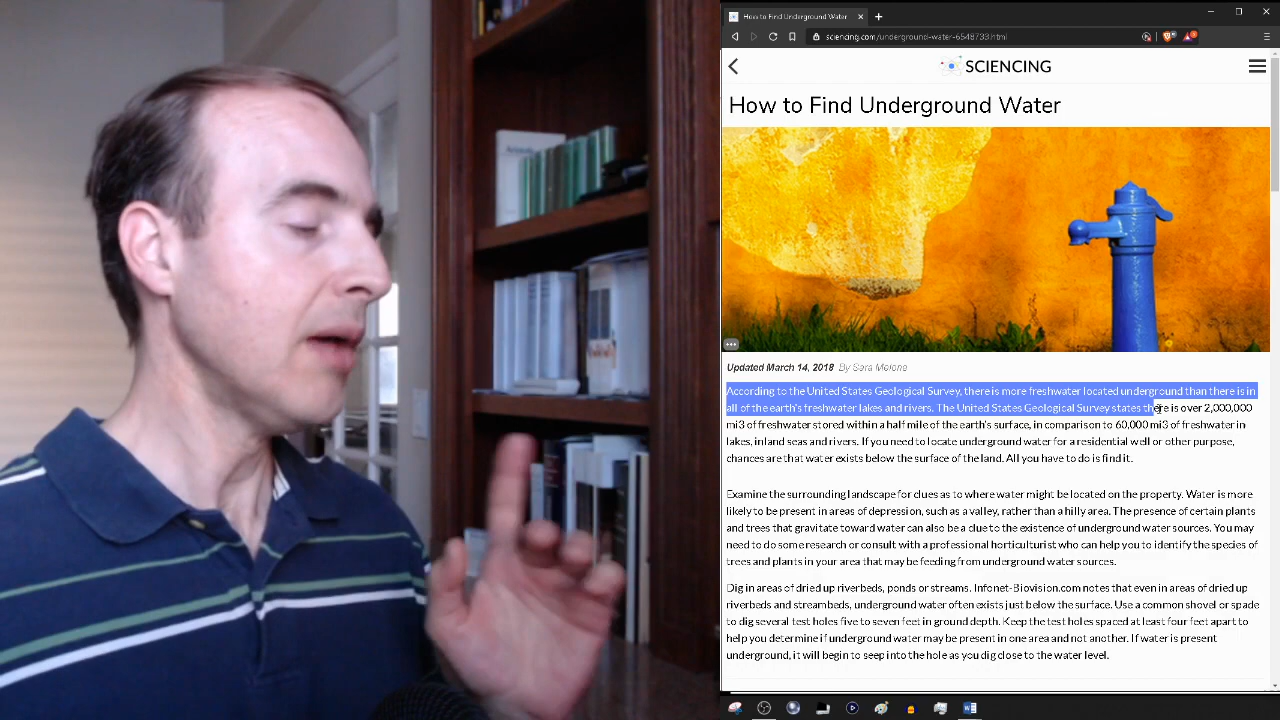 How to Find Underground Water
sciencing.com/underground-water-6548733.html
SCIENCING
How to Find Underground Water
Updated March 14, 2018 By Sara Melone
According to the United States Geological Survey, there is more freshwater located underground than there is in
all of the earth's freshwater lakes and rivers. The United States Geological Survey states there is over 2,000,000
mi3 of freshwater stored within a half mile of the earth's surface, in comparison to 60,000 mi3 of freshwater in
lakes, inland seas and rivers. If you need to locate underground water for a residential well or other purpose,
chances are that water exists below the surface of the land. All you have to do is find it.
Examine the surrounding landscape for clues as to where water might be located on the property. Water is more
likely to be present in areas of depression, such as a valley, rather than a hilly area. The presence of certain plants
and trees that gravitate toward water can also be a clue to the existence of underground water sources. You may
need to do some research or consult with a professional horticulturist who can help you to identify the species of
trees and plants in your area that may be feeding from underground water sources.
Dig in areas of dried up riverbeds, ponds or streams. Infonet-Biovision.com notes that even in areas of dried up
riverbeds and streambeds, underground water often exists just below the surface. Use a common shovel or spade
to dig several test holes five to seven feet in ground depth. Keep the test holes spaced at least four feet apart to
help you determine if underground water may be present in one area and not another. If water is present
underground, it will begin to seep into the hole as you dig close to the water level.